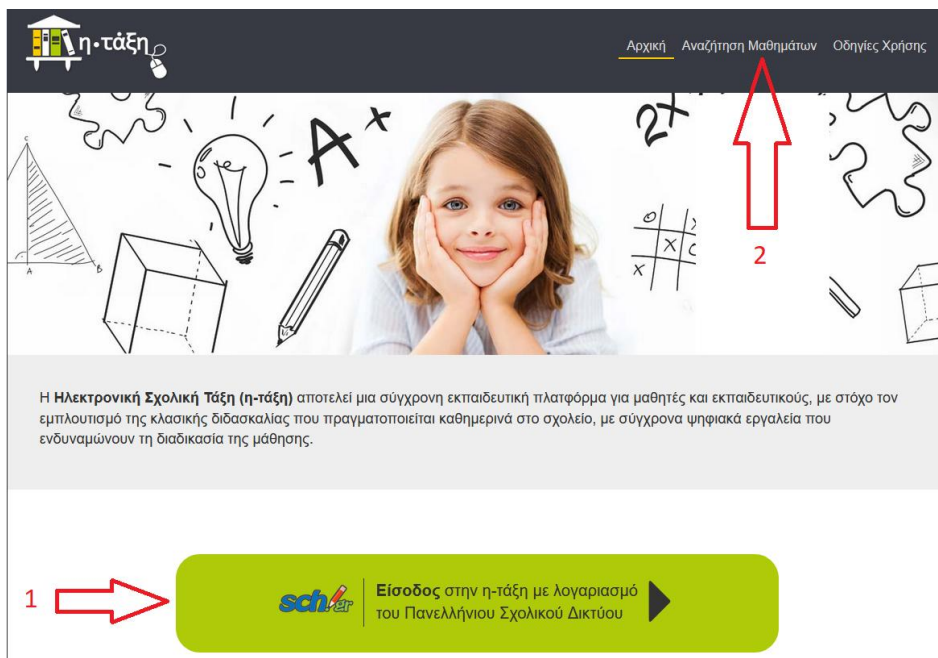 η·τάξη
Αρχική Αναζήτηση Μαθημάτων Οδηγίες Χρήσης
A+
2x
C
A B
O
X
X
2
Η Ηλεκτρονική Σχολική Τάξη (η-τάξη) αποτελεί μια σύγχρονη εκπαιδευτική πλατφόρμα για μαθητές και εκπαιδευτικούς, με στόχο τον
εμπλουτισμό της κλασικής διδασκαλίας που πραγματοποιείται καθημερινά στο σχολείο, με σύγχρονα ψηφιακά εργαλεία που
ενδυναμώνουν τη διαδικασία της μάθησης.
1
sch.gr
Είσοδος στην η-τάξη με λογαριασμό
του Πανελλήνιου Σχολικού Δικτύου